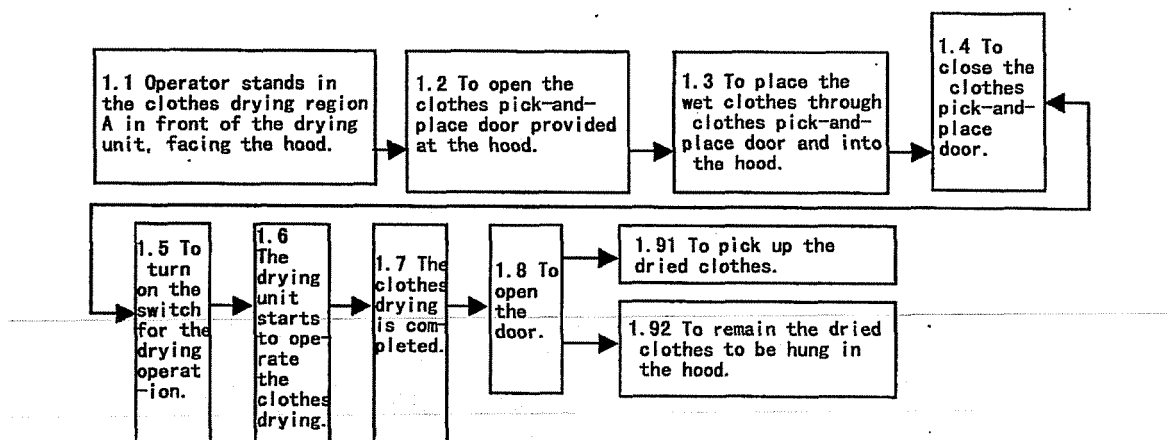 1.1 Operator stands in
the clothes drying region
A in front of the drying
unit, facing the hood.
1.2 To open the
clothes pick-and-
place door provided
at the hood.
1.3 To place the
wet clothes through
clothes pick-and-
place door and into
the hood.
1.4 To
close the
clothes
pick-and-
place
door.
1.5 To
turn
on the
switch
for the
drying
operat
-ion.
1.6
The
drying
unit
starts
to ope-
rate
the
clothes
drying.
1.7 The
clothes
drying
is com-
pleted.
1.8 To
open
the
door.
1.91 To pick up the
dried clothes.
1.92 To remain the dried
clothes to be hung in
the hood.